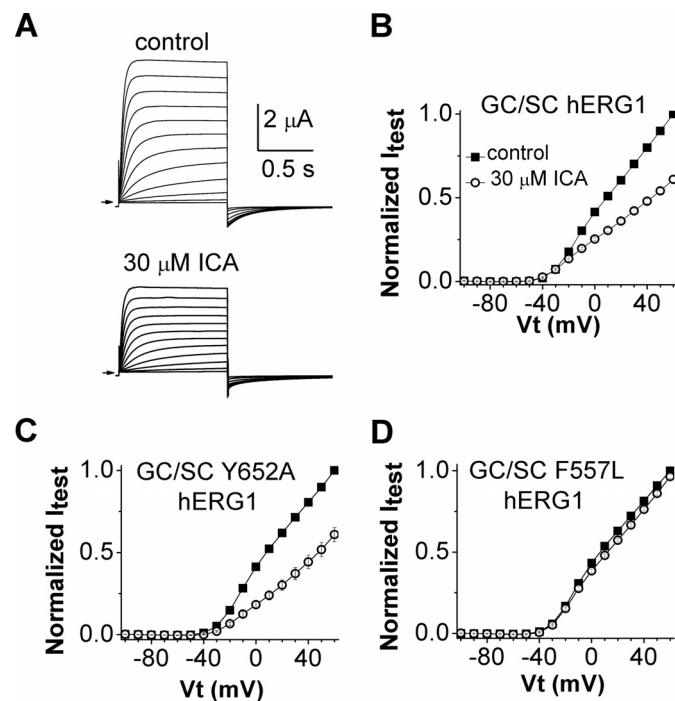 A
control
2 μA
0.5 s
30 μM ICA
B
GC/SC hERG1
control
30 μM ICA
Normalized Itest
1.0
0.5
0.0
-80 -40 0 40
Vt (mV)
C
GC/SC Y652A
hERG1
Normalized Itest
1.0
0.5
0.0
-80 -40 0 40
Vt (mV)
D
GC/SC F557L
hERG1
Normalized Itest
1.0
0.5
0.0
-80 -40 0 40
Vt (mV)